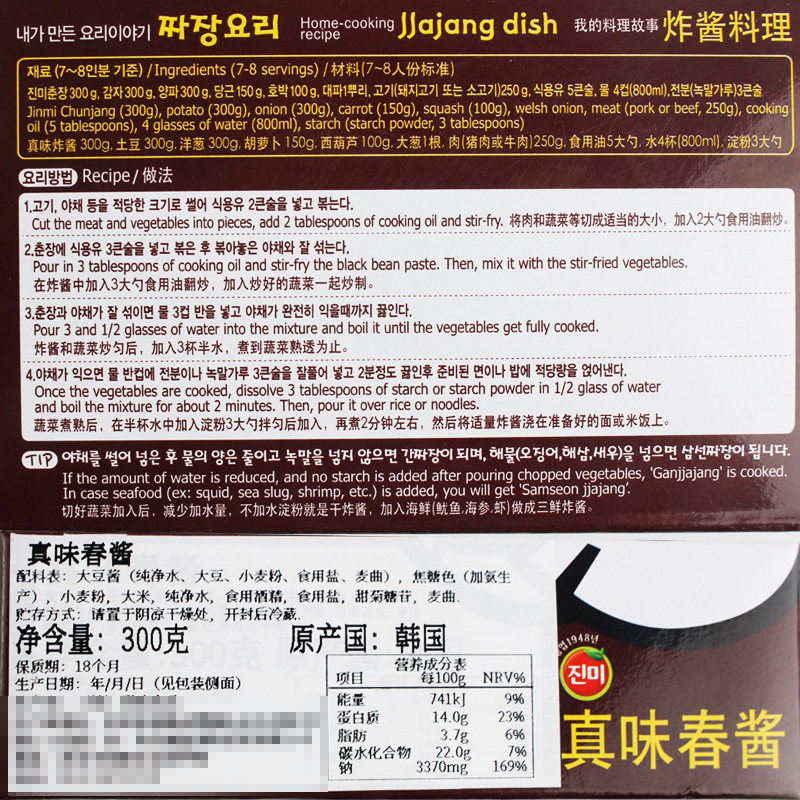 내가 만든 요리이야기 짜장요리 Home-cooking recipe JJajang dish 我的料理故事 炸酱料理
재료 (7~8인분 기준) / Ingredients (7-8 servings) / 材料(7~8人份标准)
진미춘장 300g, 감자 300g, 양파 300g, 당근 150g, 호박 100g, 대파1뿌리, 고기(돼지고기 또는 소고기)250g, 식용유 5큰술, 물 4컵(800ml),전분(녹말가루)3큰술
Jinmi Chunjang (300g), potato (300g), onion (300g), carrot (150g), squash (100g), welsh onion, meat (pork or beef, 250g), cooking
oil (5 tablespoons), 4 glasses of water (800ml), starch (starch powder, 3 tablespoons)
真味炸酱 300g, 土豆 300g, 洋葱 300g, 胡萝卜 150g, 西葫芦 100g, 大葱1根, 肉(猪肉或牛肉)250g, 食用油5大勺, 水4杯(800ml), 淀粉3大勺
요리방법 Recipe / 做法
1.고기, 야채 등을 적당한 크기로 썰어 식용유 2큰술을 넣고 볶는다.
Cut the meat and vegetables into pieces, add 2 tablespoons of cooking oil and stir-fry. 将肉和蔬菜等切成适当的大小，加入2大勺食用油翻炒。
2.춘장에 식용유 3큰술을 넣고 볶은 후 볶아놓은 야채와 잘 섞는다.
Pour in 3 tablespoons of cooking oil and stir-fry the black bean paste. Then, mix it with the stir-fried vegetables.
在炸酱中加入3大勺食用油翻炒，加入炒好的蔬菜一起炒制。
3.춘장과 야채가 잘 섞이면 물 3컵 반을 넣고 야채가 완전히 익을때까지 끓인다.
Pour 3 and 1/2 glasses of water into the mixture and boil it until the vegetables get fully cooked.
炸酱和蔬菜炒匀后，加入3杯半水，煮到蔬菜熟透为止。
4.야채가 익으면 물 반컵에 전분이나 녹말가루 3큰술을 잘풀어 넣고 2분정도 끓인후 준비된 면이나 밥에 적당량을 얹어낸다.
Once the vegetables are cooked, dissolve 3 tablespoons of starch or starch powder in 1/2 glass of water
and boil the mixture for about 2 minutes. Then, pour it over rice or noodles.
蔬菜煮熟后，在半杯水中加入淀粉3大勺拌匀后加入，再煮2分钟左右，然后将适量炸酱浇在准备好的面或米饭上。
TIP 야채를 썰어 넣은 후 물의 양은 줄이고 녹말을 넣지 않으면 간짜장이 되며, 해물(오징어,해삼,새우)을 넣으면 삼선짜장이 됩니다.
If the amount of water is reduced, and no starch is added after pouring chopped vegetables, 'Ganjjajang' is cooked.
In case seafood (ex: squid, sea slug, shrimp, etc.) is added, you will get 'Samseon jjajang'.
切好蔬菜加入后，减少加水量，不加水淀粉就是干炸酱，加入海鲜(鱿鱼,海参,虾)做成三鲜炸酱。
真味春酱
配料表：大豆酱（纯净水、大豆、小麦粉、食用盐、麦曲），焦糖色（加氨生
产），小麦粉，大米，纯净水，食用酒精，食用盐，甜菊糖苷，麦曲.
贮存方式：请置于阴凉干燥处，开封后冷藏.
净含量：300克 原产国：韩国
保质期：18个月
生产日期：年/月/日（见包装侧面）
营养成分表
项目 每100g NRV%
能量 741kJ 9%
蛋白质 14.0g 23%
脂肪 3.7g 6%
碳水化合物 22.0g 7%
钠 3370mg 169%
1948년
진미
真味春酱